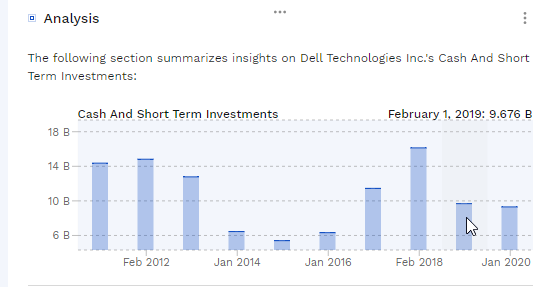 Analysis
The following section summarizes insights on Dell Technologies Inc.'s Cash And Short
Term Investments:
Cash And Short Term Investments February 1, 2019: 9.676 B
18 B
14 B
10 B
6 B
Feb 2012 Jan 2014 Jan 2016 Feb 2018 Jan 2020